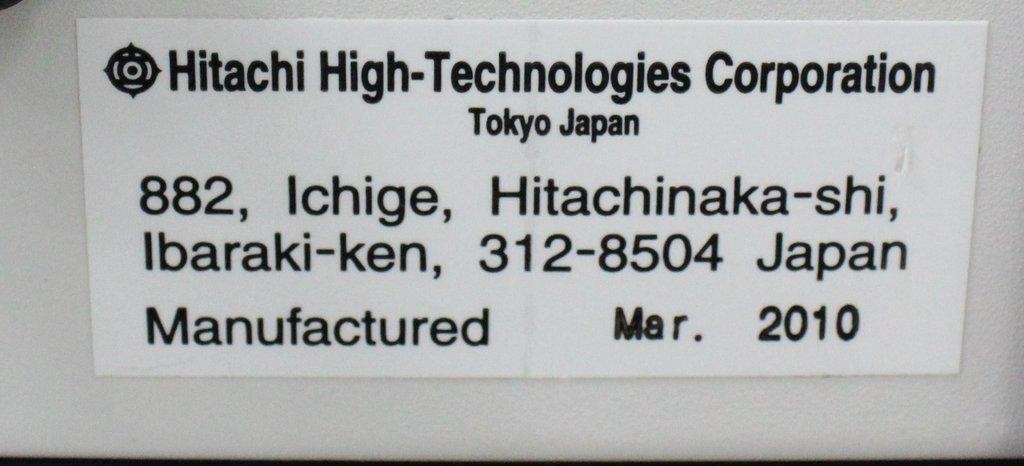 Hitachi High-Technologies Corporation
Tokyo Japan
882, Ichige, Hitachinaka-shi,
Ibaraki-ken, 312-8504 Japan
Manufactured Mar. 2010